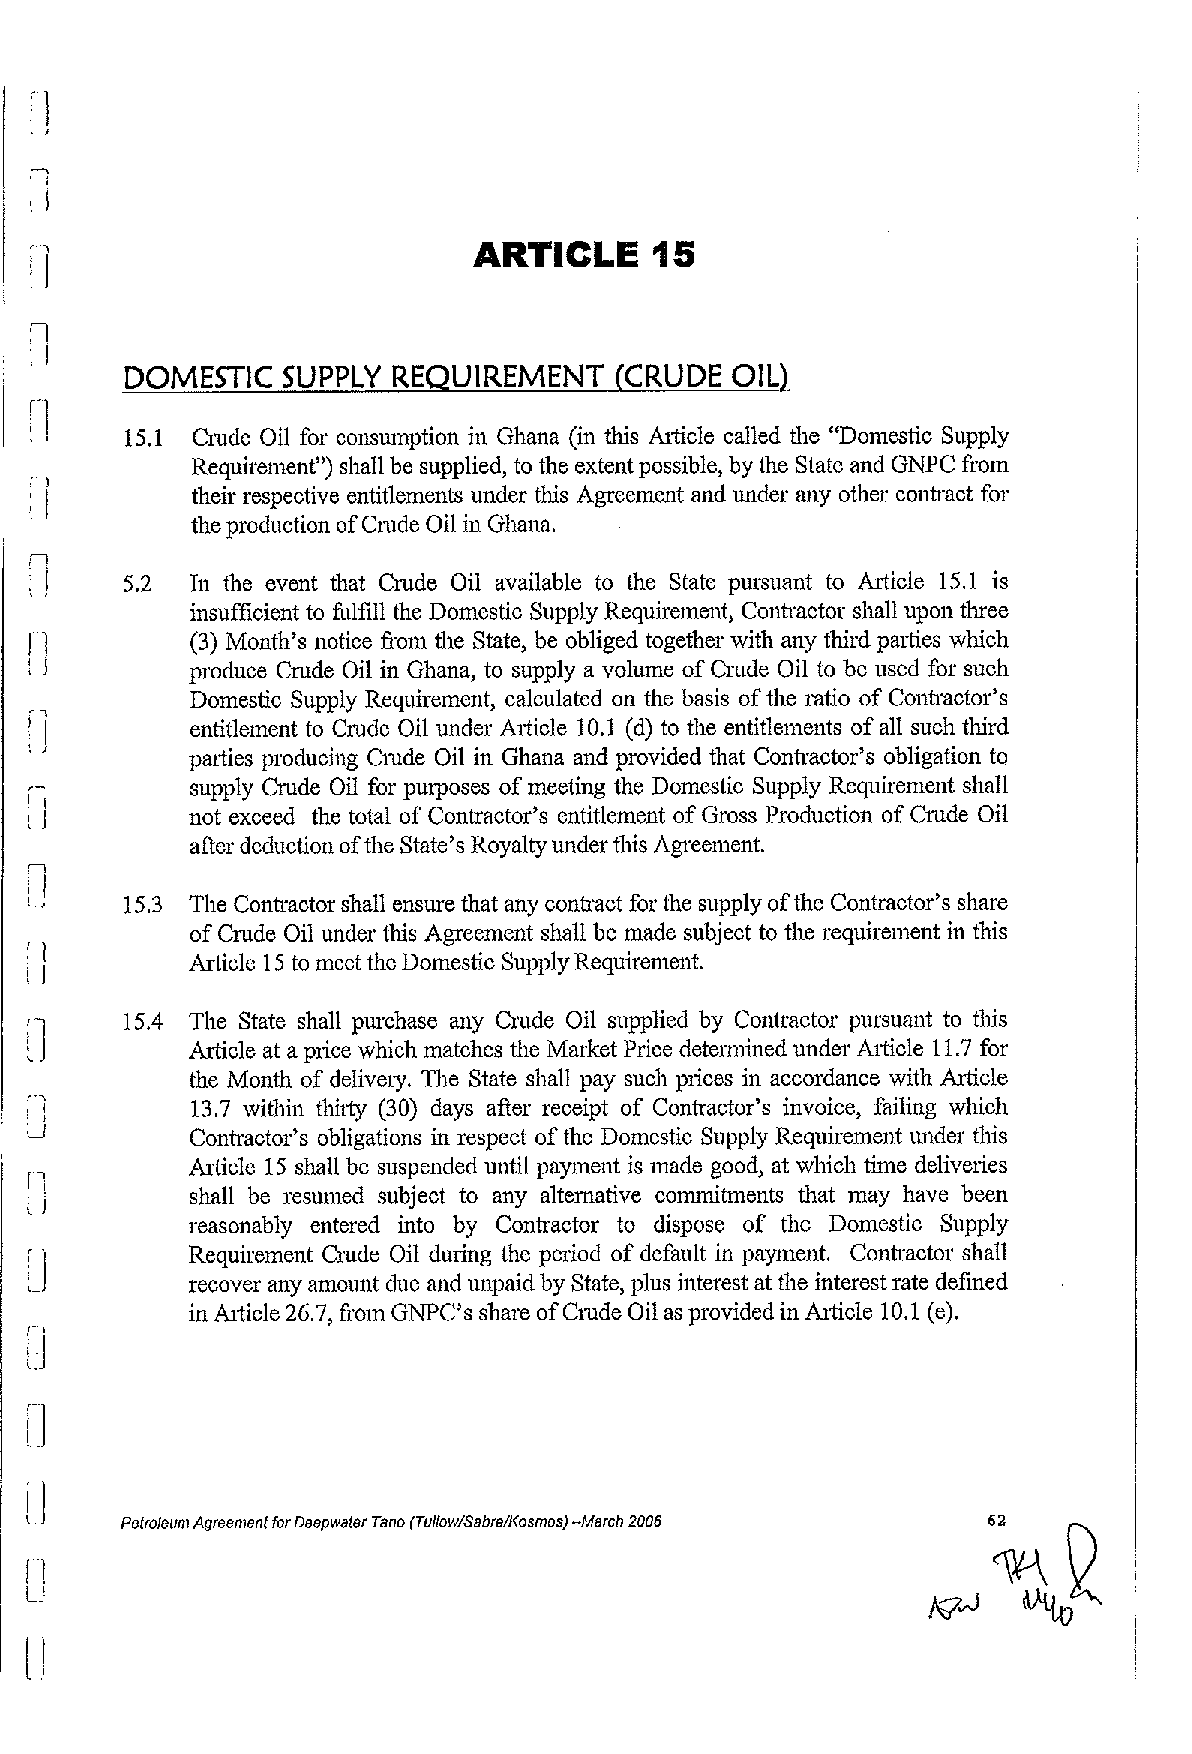 ARTICLE 15
DOMESTIC SUPPLY REQUIREMENT (CRUDE OIL)
15.1 Crude Oil for consumption in Ghana (in this Article called the “Domestic Supply
Requirement”) shall be supplied, to the extent possible, by the State and GNPC from
their respective entitlements under this Agreement and under any other contract for
the production of Crude Oil in Ghana.
5.2 In the event that Crude Oil available to the State pursuant to Article 15.1 is
insufficient to fulfill the Domestic Supply Requirement, Contractor shall upon three
(3) Month’s notice from the State, be obliged together with any third parties which
produce Crude Oil in Ghana, to supply a volume of Crude Oil to be used for such
Domestic Supply Requirement, calculated on the basis of the ratio of Contractor’s
entitlement to Crude Oil under Article 10.1 (d) to the entitlements of all such third
parties producing Crude Oil in Ghana and provided that Contractor’s obligation to
supply Crude Oil for purposes of meeting the Domestic Supply Requirement shall
not exceed the total of Contractor’s entitlement of Gross Production of Crude Oil
after deduction of the State’s Royalty under this Agreement.
15.3 The Contractor shall ensure that any contract for the supply of the Contractor’s share
of Crude Oil under this Agreement shall be made subject to the requirement in this
Article 15 to meet the Domestic Supply Requirement.
15.4 The State shall purchase any Crude Oil supplied by Contractor pursuant to this
Article at a price which matches the Market Price determined under Article 11.7 for
the Month of delivery. The State shall pay such prices in accordance with Article
13.7 within thirty (30) days after receipt of Contractor’s invoice, failing which
Contractor’s obligations in respect of the Domestic Supply Requirement under this
Article 15 shall be suspended until payment is made good, at which time deliveries
shall be resumed subject to any alternative commitments that may have been
reasonably entered into by Contractor to dispose of the Domestic Supply
Requirement Crude Oil during the period of default in payment. Contractor shall
recover any amount due and unpaid by State, plus interest at the interest rate defined
in Article 26.7, from GNPC’s share of Crude Oil as provided in Article 10.1 (e).
Petroleum Agreement for Deepwater Tano (Tullow/Sabre/Kosmos) –March 2006 62